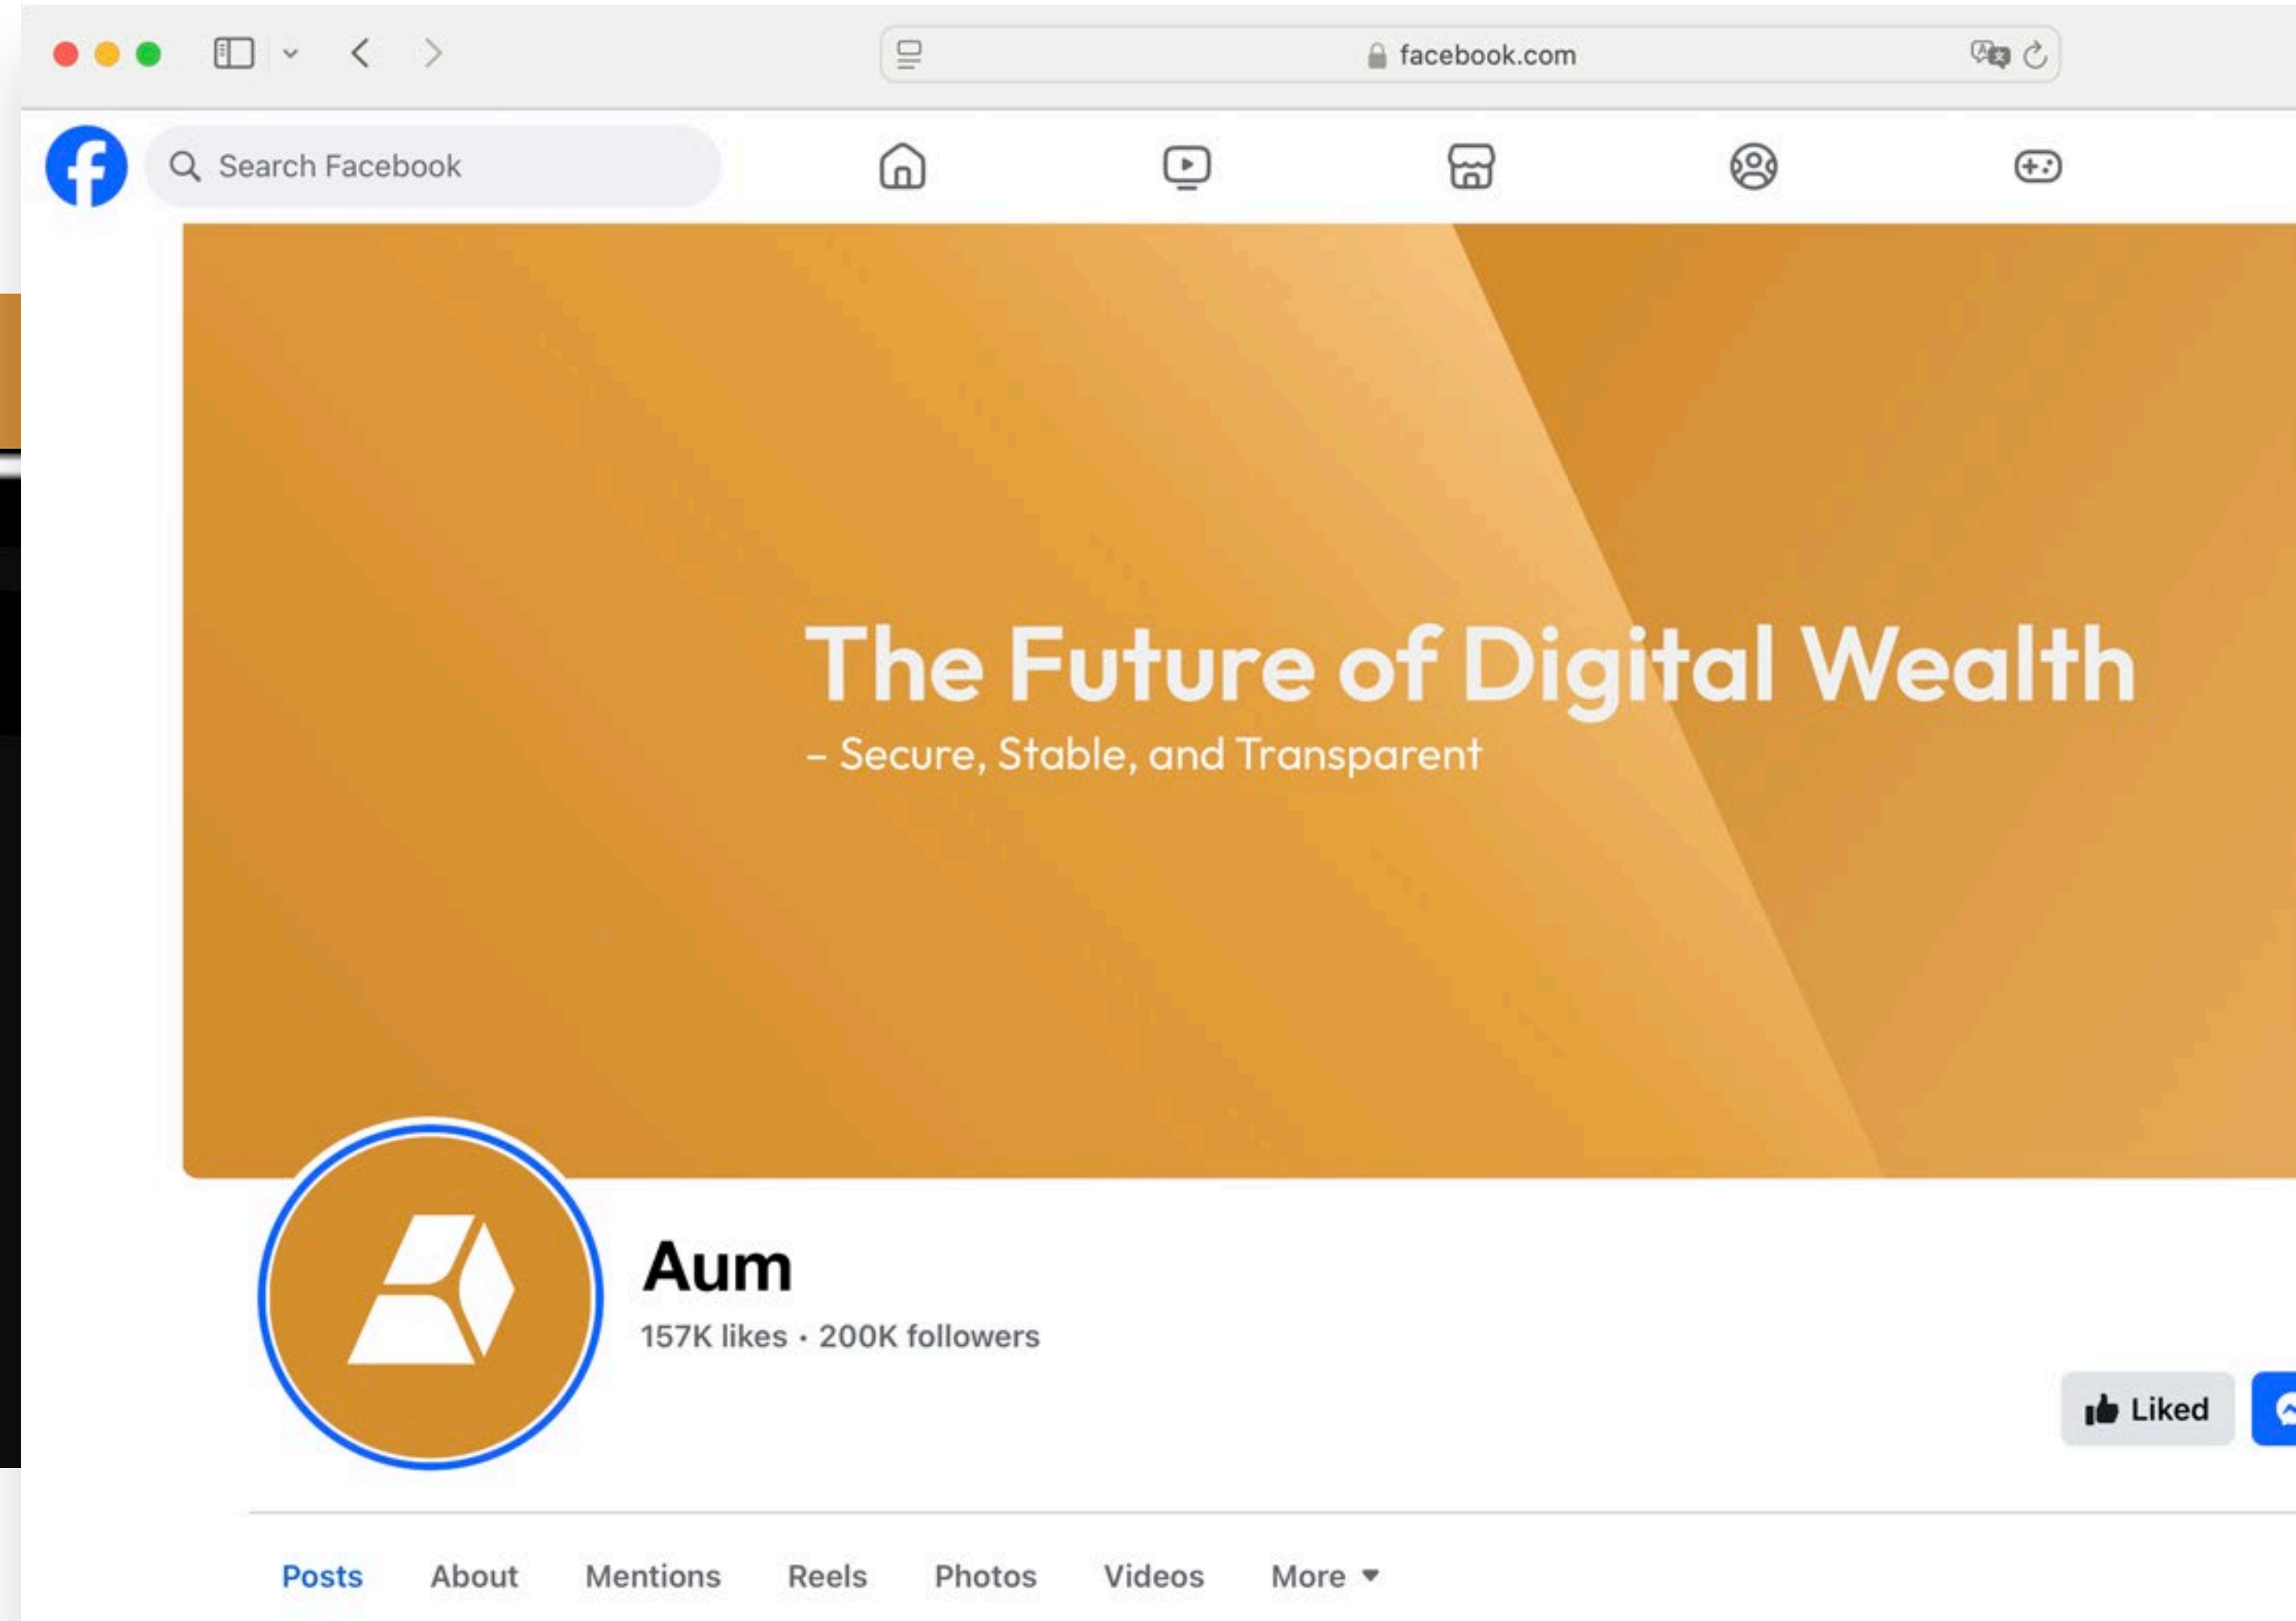 facebook.com
Search Facebook
The Future of Digital Wealth
– Secure, Stable, and Transparent
Aum
157K likes · 200K followers
Liked
Posts About Mentions Reels Photos Videos More